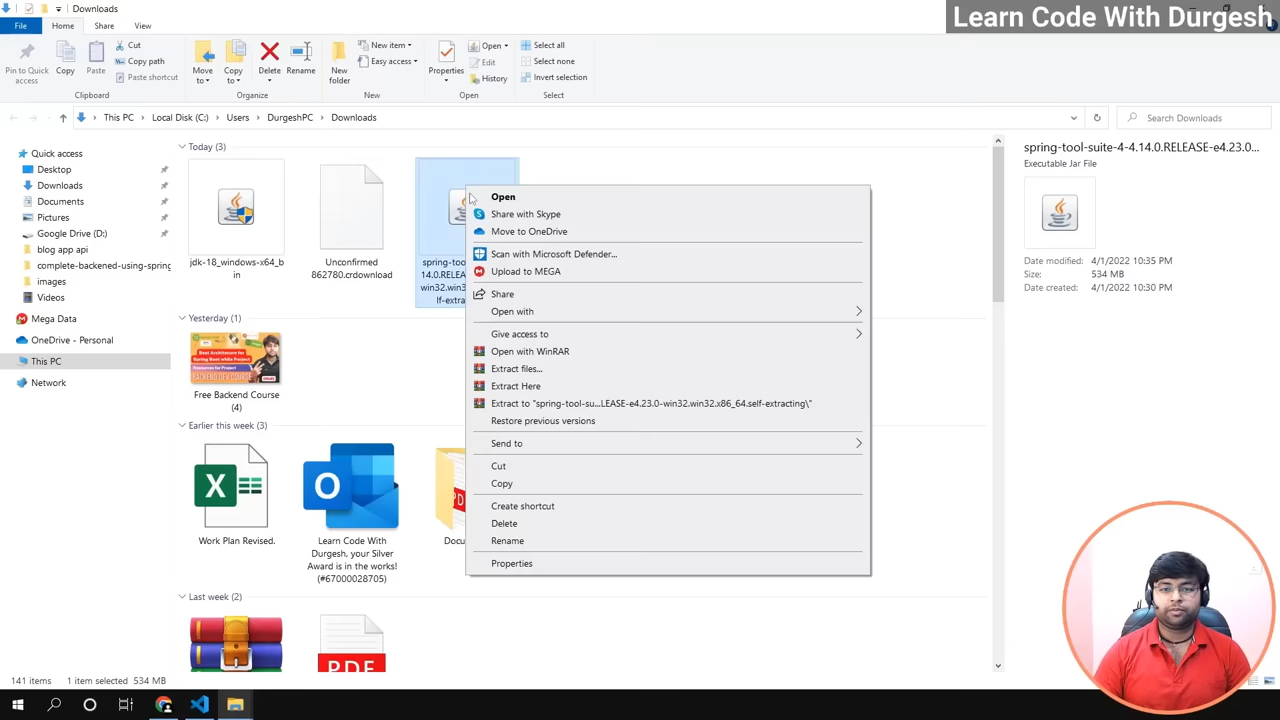 Downloads
Learn Code With Durgesh
File
Home
Share
View
Pin to Quick
access
Copy
Paste
Cut
Copy path
Paste shortcut
Move
to
Copy
to
Delete
Rename
New
folder
New item
Easy access
Properties
Open
Edit
History
Select all
Select none
Invert selection
Clipboard
Organize
New
Open
Select
This PC
Local Disk (C:)
Users
DurgeshPC
Downloads
Search Downloads
Quick access
Desktop
Downloads
Documents
Pictures
Google Drive (D:)
blog app api
complete-backened-using-spring
images
Videos
Mega Data
OneDrive - Personal
This PC
Network
Today (3)
jdk-18_windows-x64_b
in
Unconfirmed
862780.crdownload
spring-too
14.0.RELEA
win32.win3
lf-extra
Yesterday (1)
Free Backend Course
(4)
Earlier this week (3)
Work Plan Revised.
Learn Code With
Durgesh, your Silver
Award is in the works!
(#67000028705)
Docu
Last week (2)
PDF
Open
Share with Skype
Move to OneDrive
Scan with Microsoft Defender...
Upload to MEGA
Share
Open with
Give access to
Open with WinRAR
Extract files...
Extract Here
Extract to "spring-tool-su...LEASE-e4.23.0-win32.win32.x86_64.self-extracting\"
Restore previous versions
Send to
Cut
Copy
Create shortcut
Delete
Rename
Properties
spring-tool-suite-4-4.14.0.RELEASE-e4.23.0...
Executable Jar File
Date modified: 4/1/2022 10:35 PM
Size: 534 MB
Date created: 4/1/2022 10:30 PM
141 items
1 item selected 534 MB